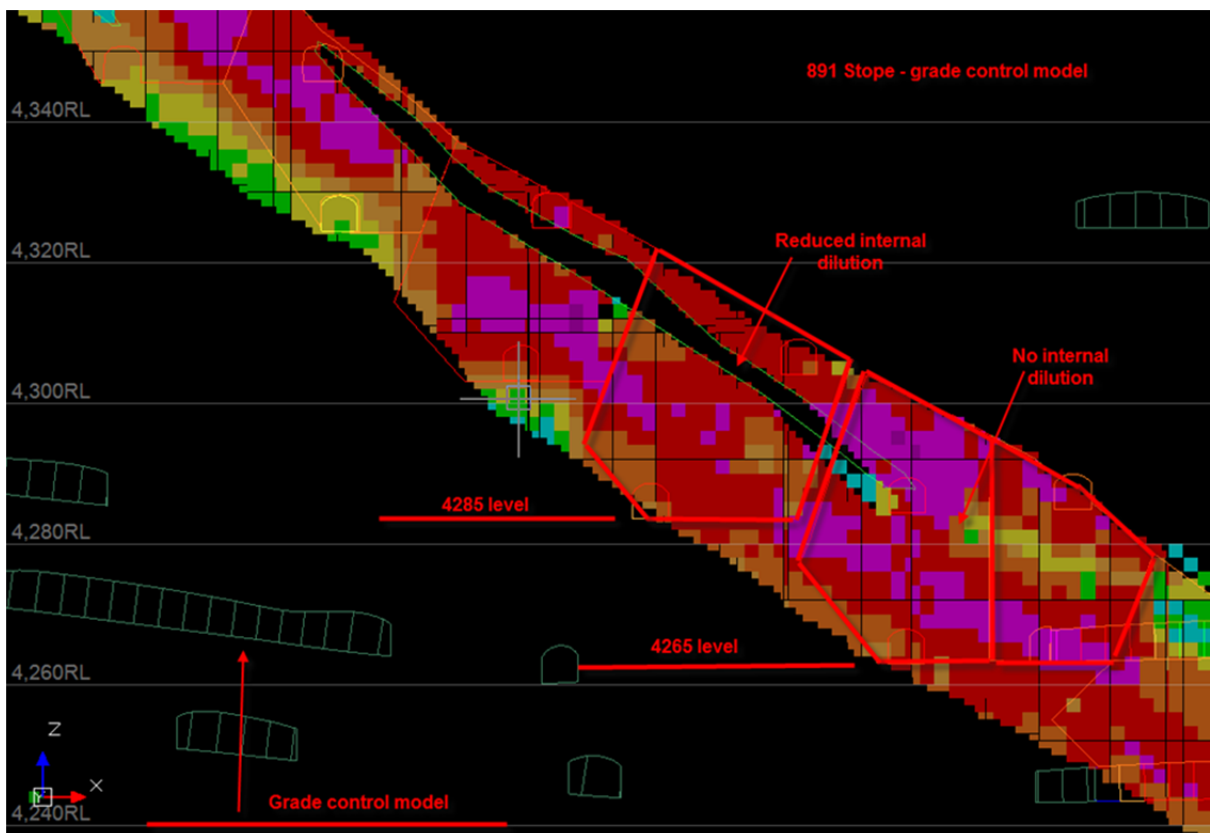 891 Stope - grade control model
4,340RL
4,320RL
Reduced internal
dilution
No internal
dilution
4,300RL
4285 level
4,280RL
4265 level
4,260RL
Z
X
Y
Grade control model
4,240RL